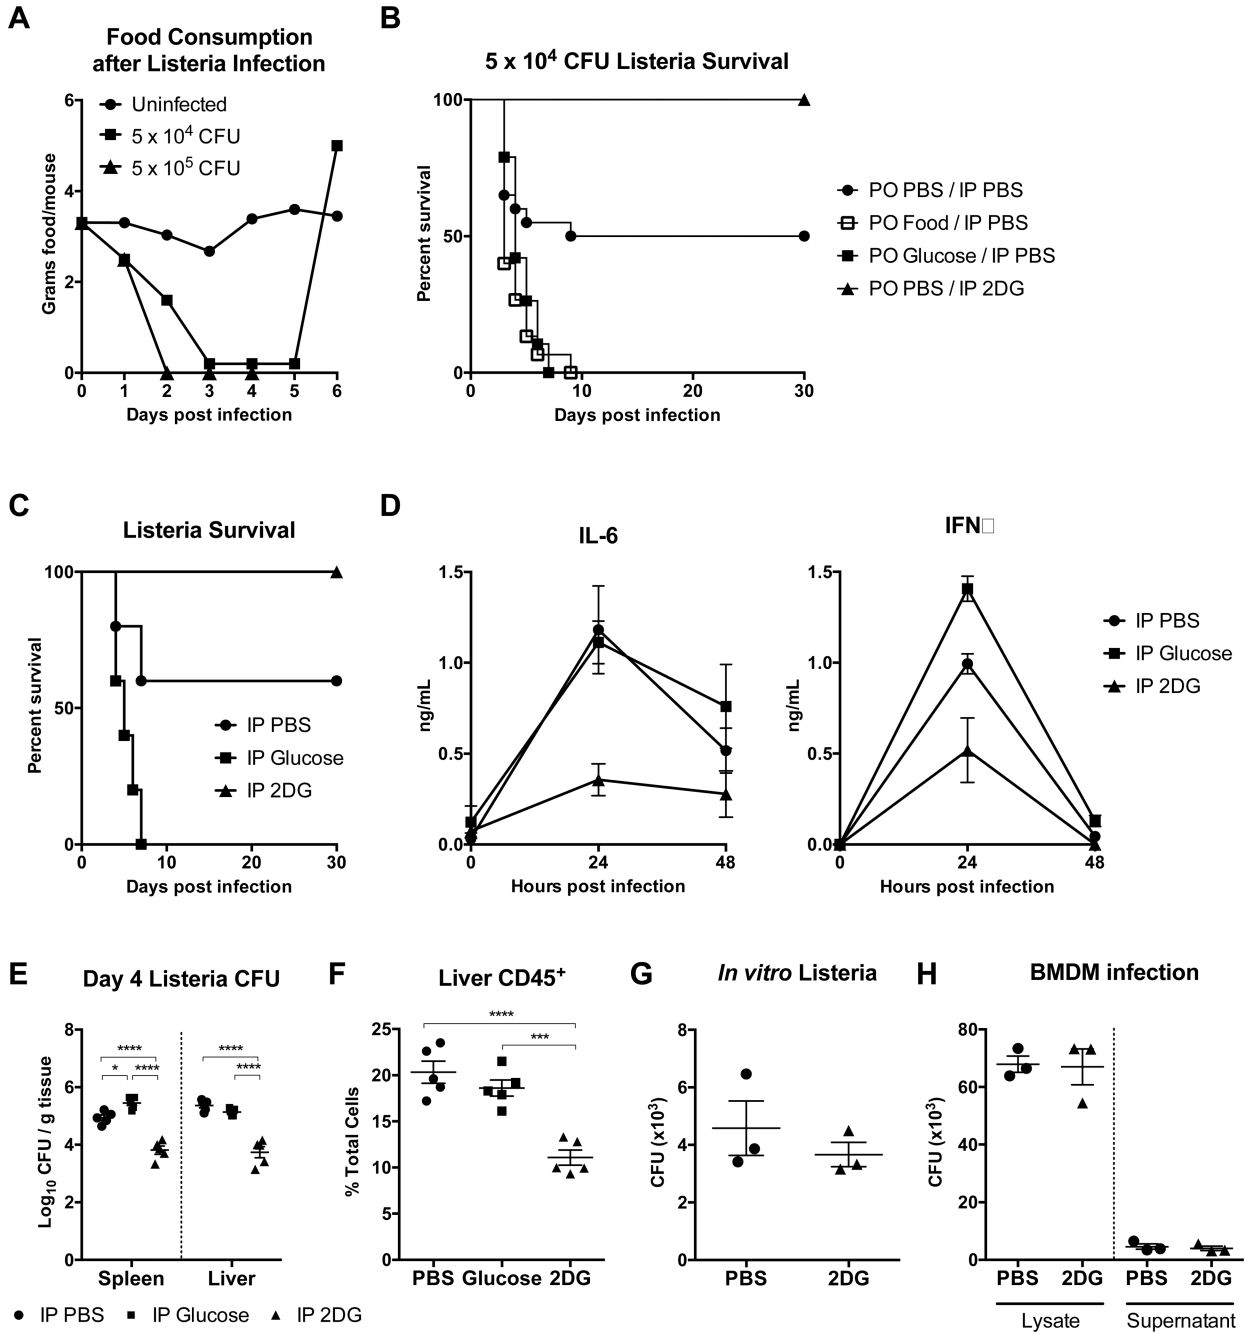 A
Food Consumption
after Listeria Infection
Uninfected
5 x 10⁴ CFU
5 x 10⁵ CFU
Grams food/mouse
6
4
2
0
0 1 2 3 4 5 6
Days post infection
B
5 x 10⁴ CFU Listeria Survival
Percent survival
100
50
0
0 10 20 30
Days post infection
PO PBS / IP PBS
PO Food / IP PBS
PO Glucose / IP PBS
PO PBS / IP 2DG
C
Listeria Survival
Percent survival
100
50
0
0 10 20 30
Days post infection
IP PBS
IP Glucose
IP 2DG
D
IL-6
ng/mL
1.5
1.0
0.5
0.0
0 24 48
Hours post infection
IFN□
ng/mL
1.5
1.0
0.5
0.0
0 24 48
Hours post infection
IP PBS
IP Glucose
IP 2DG
E
Day 4 Listeria CFU
Log₁₀ CFU / g tissue
8
6
4
2
0
**** ****
* **** ****
Spleen Liver
IP PBS IP Glucose IP 2DG
F
Liver CD45⁺
% Total Cells
25
20
15
10
5
0
****
***
PBS Glucose 2DG
G
In vitro Listeria
CFU (x10³)
8
6
4
2
0
PBS 2DG
H
BMDM infection
CFU (x10³)
80
60
40
20
0
PBS 2DG PBS 2DG
Lysate Supernatant